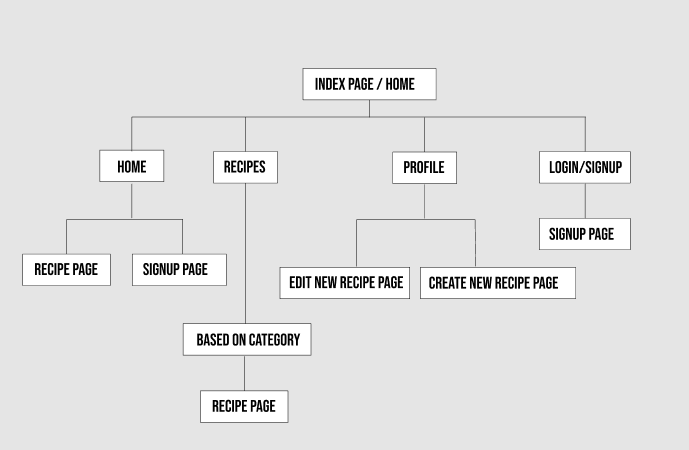 INDEX PAGE / HOME
HOME
RECIPES
PROFILE
LOGIN/SIGNUP
SIGNUP PAGE
RECIPE PAGE
SIGNUP PAGE
EDIT NEW RECIPE PAGE
CREATE NEW RECIPE PAGE
BASED ON CATEGORY
RECIPE PAGE